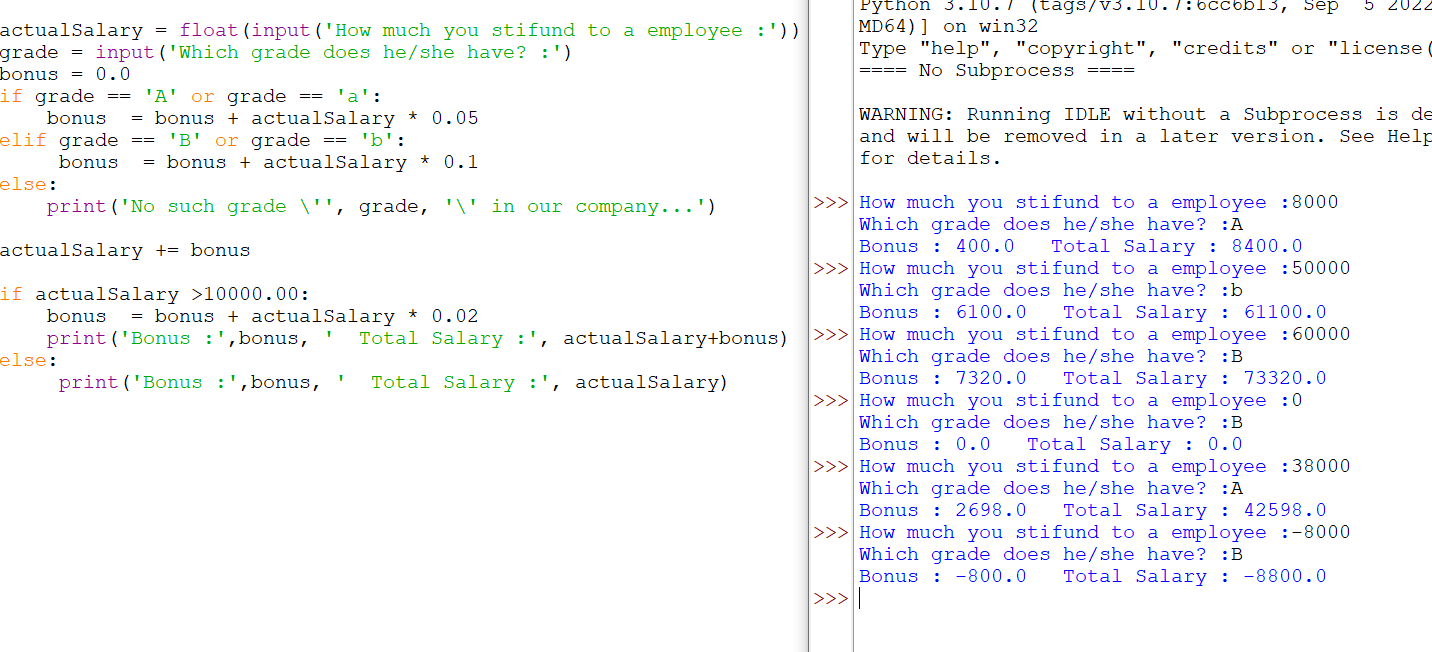 actualSalary = float(input('How much you stifund to a employee :'))
grade = input('Which grade does he/she have? :')
bonus = 0.0
if grade == 'A' or grade == 'a':
    bonus  = bonus + actualSalary * 0.05
elif grade == 'B' or grade == 'b':
     bonus  = bonus + actualSalary * 0.1
else:
    print('No such grade \'', grade, '\' in our company...')
actualSalary += bonus
if actualSalary >10000.00:
    bonus  = bonus + actualSalary * 0.02
    print('Bonus :',bonus, '  Total Salary :', actualSalary+bonus)
else:
     print('Bonus :',bonus, '  Total Salary :', actualSalary)
Python 3.10.7 (tags/v3.10.7:6cc6b13, Sep  5 2022
MD64)] on win32
Type "help", "copyright", "credits" or "license(
==== No Subprocess ====
WARNING: Running IDLE without a Subprocess is de
and will be removed in a later version. See Help
for details.
>>> How much you stifund to a employee :8000
Which grade does he/she have? :A
Bonus : 400.0   Total Salary : 8400.0
>>> How much you stifund to a employee :50000
Which grade does he/she have? :b
Bonus : 6100.0   Total Salary : 61100.0
>>> How much you stifund to a employee :60000
Which grade does he/she have? :B
Bonus : 7320.0   Total Salary : 73320.0
>>> How much you stifund to a employee :0
Which grade does he/she have? :B
Bonus : 0.0   Total Salary : 0.0
>>> How much you stifund to a employee :38000
Which grade does he/she have? :A
Bonus : 2698.0   Total Salary : 42598.0
>>> How much you stifund to a employee :-8000
Which grade does he/she have? :B
Bonus : -800.0   Total Salary : -8800.0
>>>